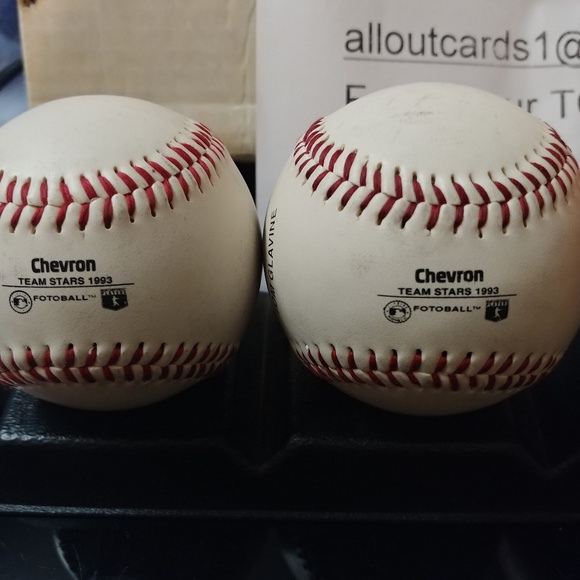 alloutcards1@
Chevron
TEAM STARS 1993
FOTOBALL™
GLAVINE
Chevron
TEAM STARS 1993
FOTOBALL™